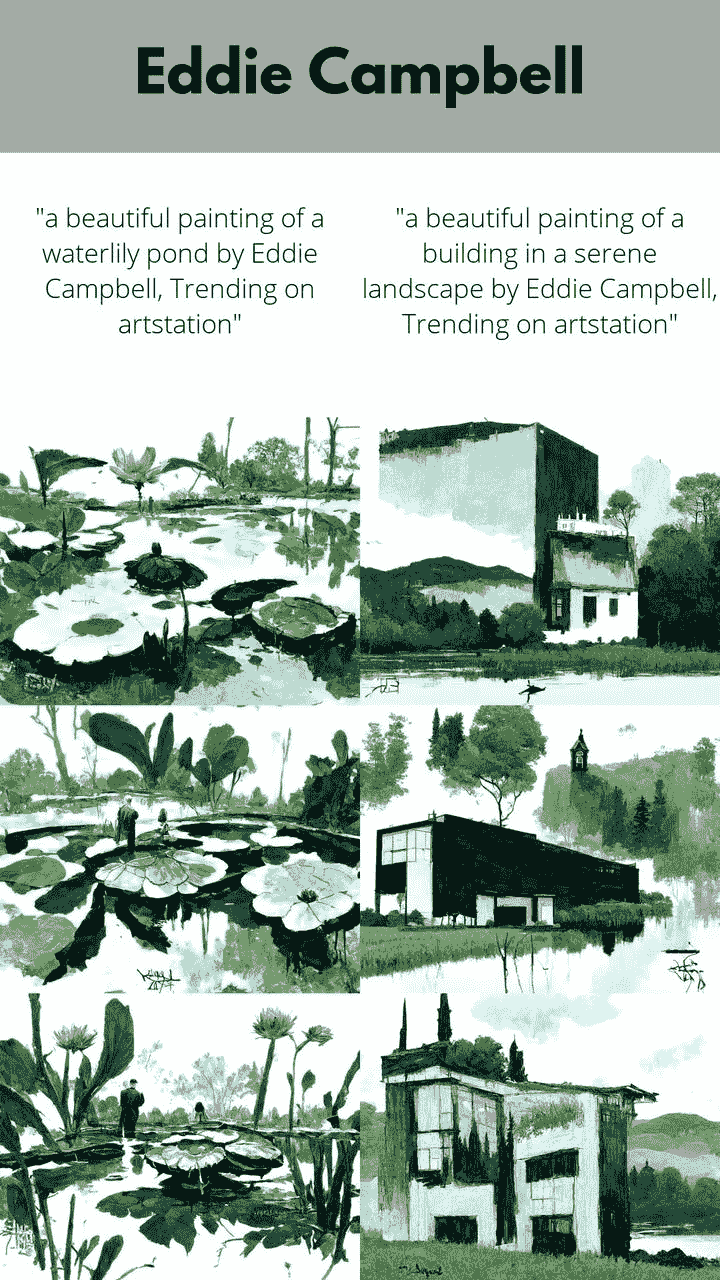 Eddie Campbell
"a beautiful painting of a
waterlily pond by Eddie
Campbell, Trending on
artstation"
"a beautiful painting of a
building in a serene
landscape by Eddie Campbell,
Trending on artstation"